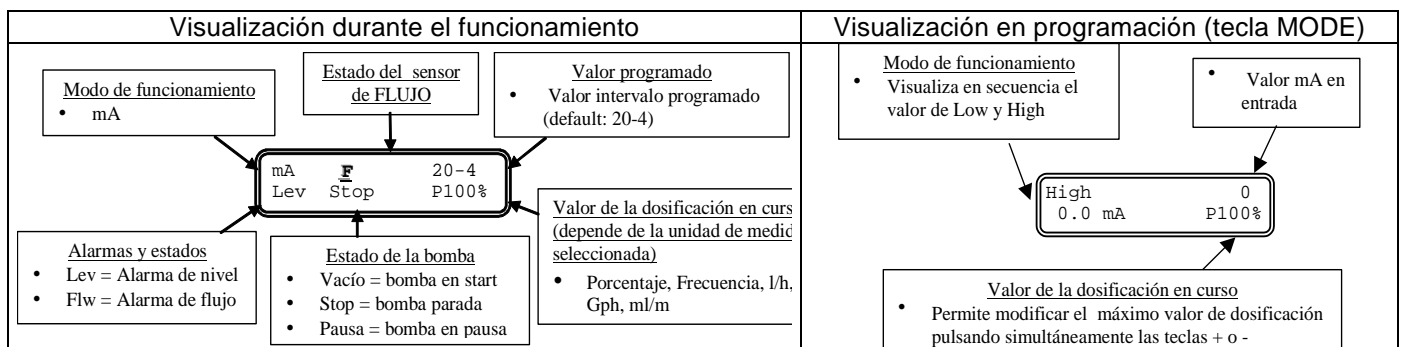 Visualización durante el funcionamiento
Modo de funcionamiento
• mA
Estado del sensor
de FLUJO
Valor programado
• Valor intervalo programado
(default: 20-4)
mA F 20-4
Lev Stop P100%
Alarmas y estados
• Lev = Alarma de nivel
• Flw = Alarma de flujo
Estado de la bomba
• Vacío = bomba en start
• Stop = bomba parada
• Pausa = bomba en pausa
Valor de la dosificación en curs
(depende de la unidad de medid
seleccionada)
• Porcentaje, Frecuencia, l/h,
Gph, ml/m
Visualización en programación (tecla MODE)
Modo de funcionamiento
• Visualiza en secuencia el
valor de Low y High
• Valor mA en
entrada
High 0
0.0 mA P100%
Valor de la dosificación en curso
• Permite modificar el máximo valor de dosificación
pulsando simultáneamente las teclas + o -